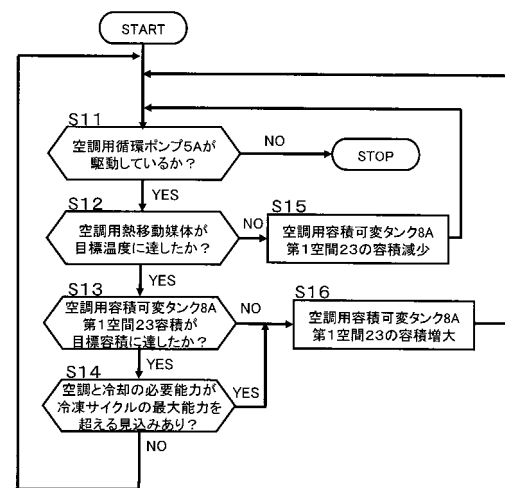 START
S11
空調用循環ポンプ5Aが
駆動しているか?
NO
STOP
YES
S12
空調用熱移動媒体が
目標温度に達したか?
NO
S15
空調用容積可変タンク8A
第1空間23の容積減少
YES
S13
空調用容積可変タンク8A
第1空間23容積が
目標容積に達したか?
NO
S16
空調用容積可変タンク8A
第1空間23の容積増大
YES
S14
空調と冷却の必要能力が
冷凍サイクルの最大能力を
超える見込みあり?
YES
NO